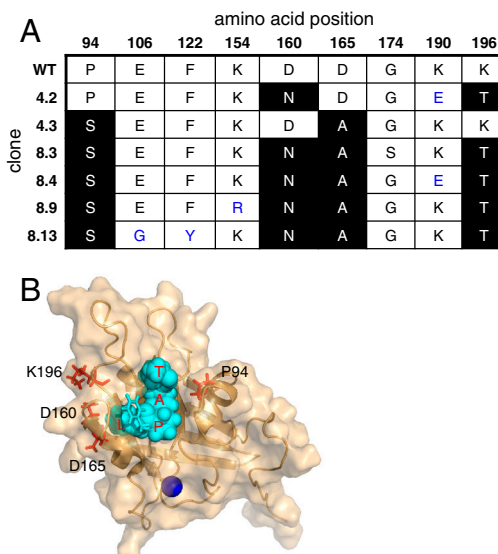 A
amino acid position
94 106 122 154 160 165 174 190 196
clone
WT P E F K D D G K K
4.2 P E F K N D G E T
4.3 S E F K D A G K K
8.3 S E F K N A S K T
8.4 S E F K N A G E T
8.9 S E F R N A G K T
8.13 S G Y K N A G K T
B
T
K196
P94
A
D160
L P
D165